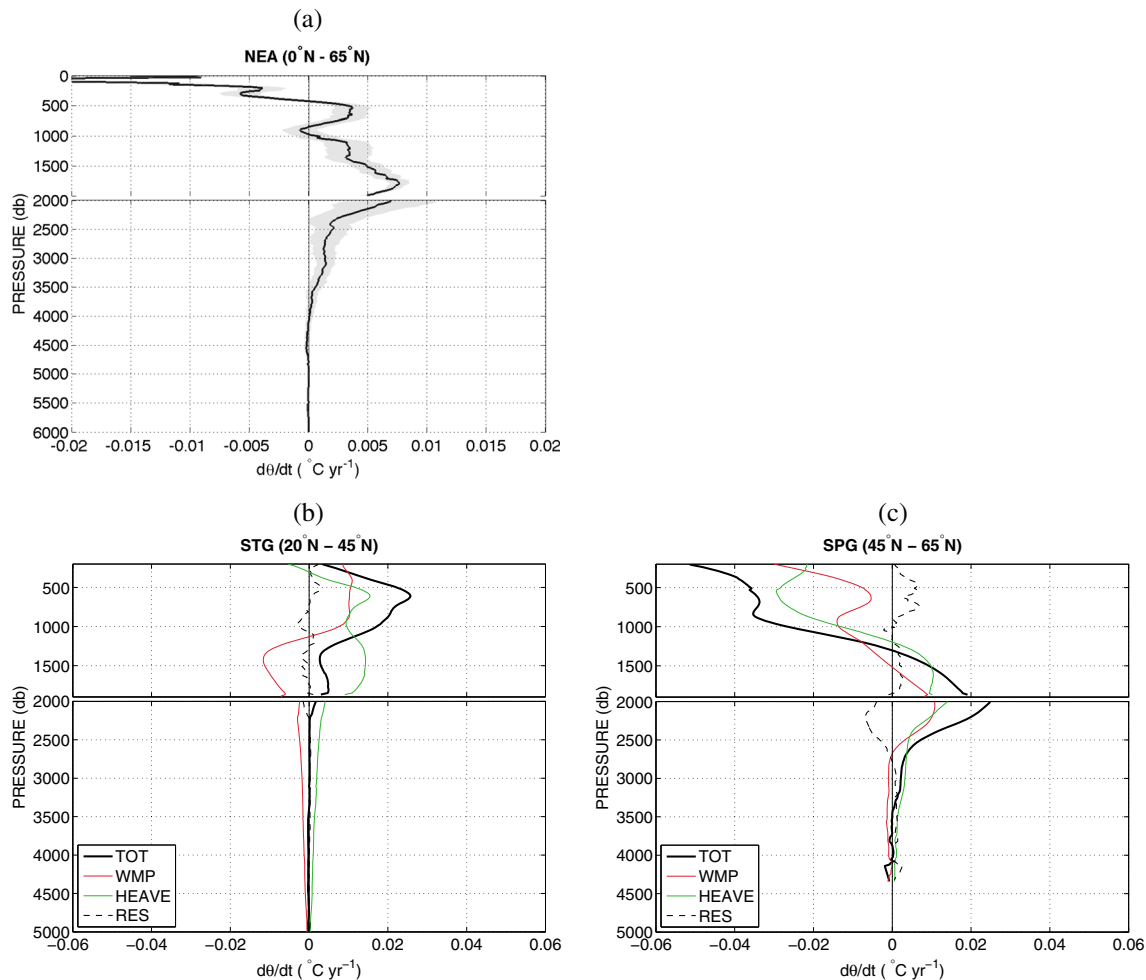 (a)
NEA (0°N - 65°N)
0
500
1000
1500
2000
3000
3500
4000
4500
5000
5500
6000
PRESSURE (db)
-0.02 -0.015 -0.01 -0.005 0 0.005 0.01 0.015 0.02
dθ/dt ( °C yr⁻¹)
(b)
STG (20°N − 45°N)
500
1000
1500
2000
2500
3000
3500
4000
4500
5000
PRESSURE (db)
TOT
WMP
HEAVE
RES
−0.06 −0.04 −0.02 0 0.02 0.04 0.06
dθ/dt ( °C yr⁻¹)
(c)
SPG (45°N − 65°N)
500
1000
1500
2000
2500
3000
3500
4000
4500
5000
PRESSURE (db)
TOT
WMP
HEAVE
RES
−0.06 −0.04 −0.02 0 0.02 0.04 0.06
dθ/dt ( °C yr⁻¹)